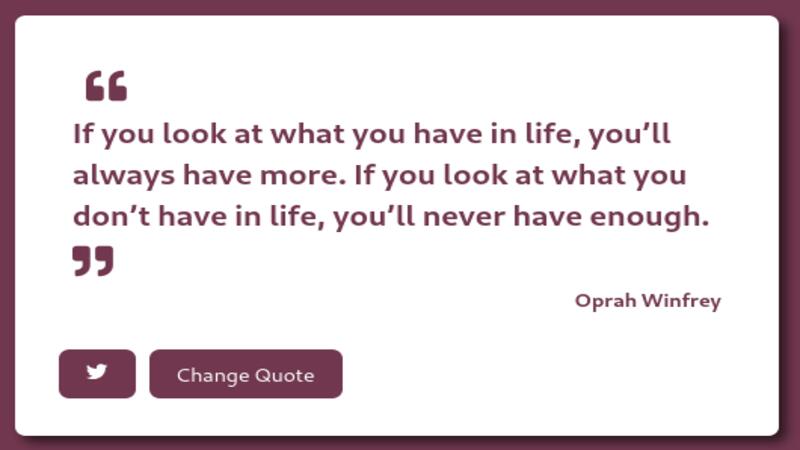 “
If you look at what you have in life, you’ll
always have more. If you look at what you
don’t have in life, you’ll never have enough.
”
Oprah Winfrey
Change Quote